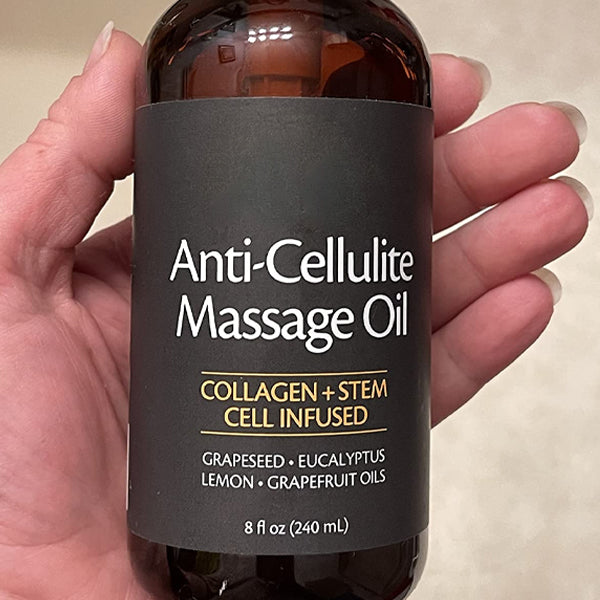 Anti-Cellulite
Massage Oil
COLLAGEN + STEM
CELL INFUSED
GRAPESEED • EUCALYPTUS
LEMON • GRAPEFRUIT OILS
8 fl oz (240 mL)